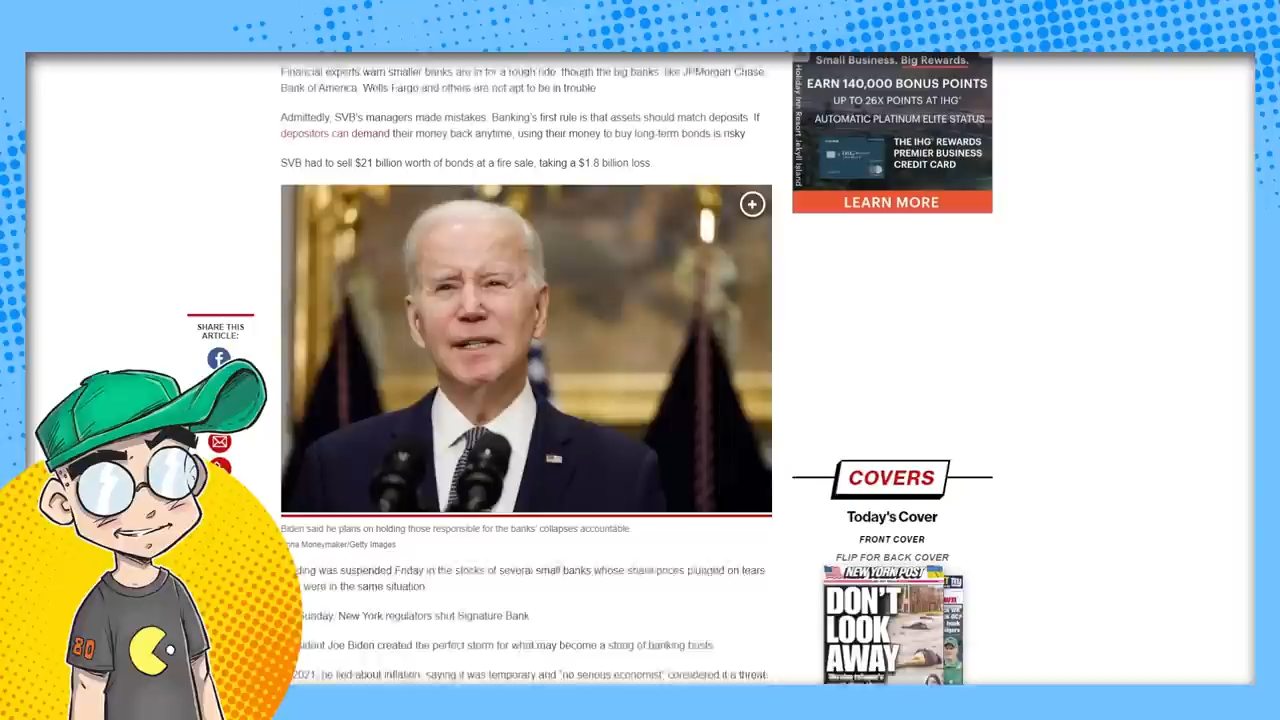 Financial experts warn smaller banks are in for a rough ride, though the big banks like JPMorgan Chase,
Bank of America, Wells Fargo and others are not apt to be in trouble
Admittedly, SVB's managers made mistakes. Banking's first rule is that assets should match deposits. If
depositors can demand their money back anytime, using their money to buy long-term bonds is risky
SVB had to sell $21 billion worth of bonds at a fire sale, taking a $1.8 billion loss.
SHARE THIS
ARTICLE:
Biden said he plans on holding those responsible for the banks' collapses accountable.
Moneymaker/Getty Images
was suspended Friday in the stocks of several small banks whose share prices plunged on fears
were in the same situation
Sunday, New York regulators shut Signature Bank
Joe Biden created the perfect storm for what may become a string of banking busts
2021, he lied about inflation, saying it was temporary and "no serious economist" considered it a threat.
80
Small Business. Big Rewards.
EARN 140,000 BONUS POINTS
UP TO 26X POINTS AT IHG®
AUTOMATIC PLATINUM ELITE STATUS
THE IHG® REWARDS
PREMIER BUSINESS
CREDIT CARD
Holiday Inn Resort Jekyll Island
LEARN MORE
COVERS
Today's Cover
FRONT COVER
FLIP FOR BACK COVER
NEW YORK POST
DON'T
LOOK
AWAY